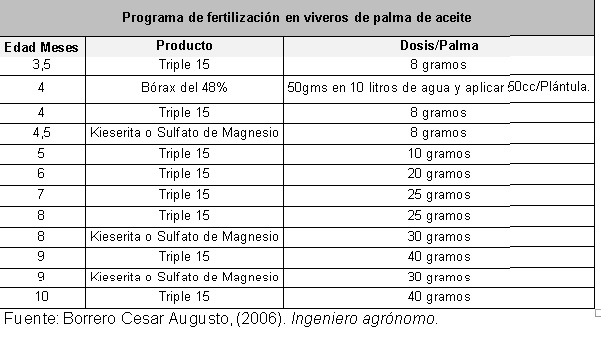 Programa de fertilización en viveros de palma de aceite
Edad Meses Producto Dosis/Palma
3,5 Triple 15 8 gramos
4 Bórax del 48% 50gms en 10 litros de agua y aplicar 50cc/Plántula.
4 Triple 15 8 gramos
4,5 Kieserita o Sulfato de Magnesio 8 gramos
5 Triple 15 10 gramos
6 Triple 15 20 gramos
7 Triple 15 25 gramos
8 Triple 15 25 gramos
8 Kieserita o Sulfato de Magnesio 30 gramos
9 Triple 15 40 gramos
9 Kieserita o Sulfato de Magnesio 30 gramos
10 Triple 15 40 gramos
Fuente: Borrero Cesar Augusto, (2006). Ingeniero agrónomo.